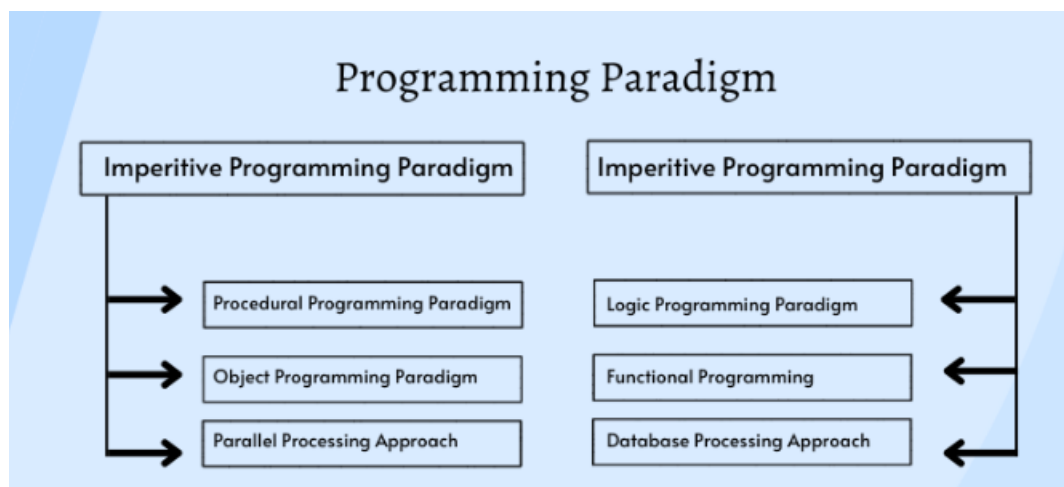 Programming Paradigm
Imperitive Programming Paradigm
Imperitive Programming Paradigm
Procedural Programming Paradigm
Logic Programming Paradigm
Object Programming Paradigm
Functional Programming
Parallel Processing Approach
Database Processing Approach